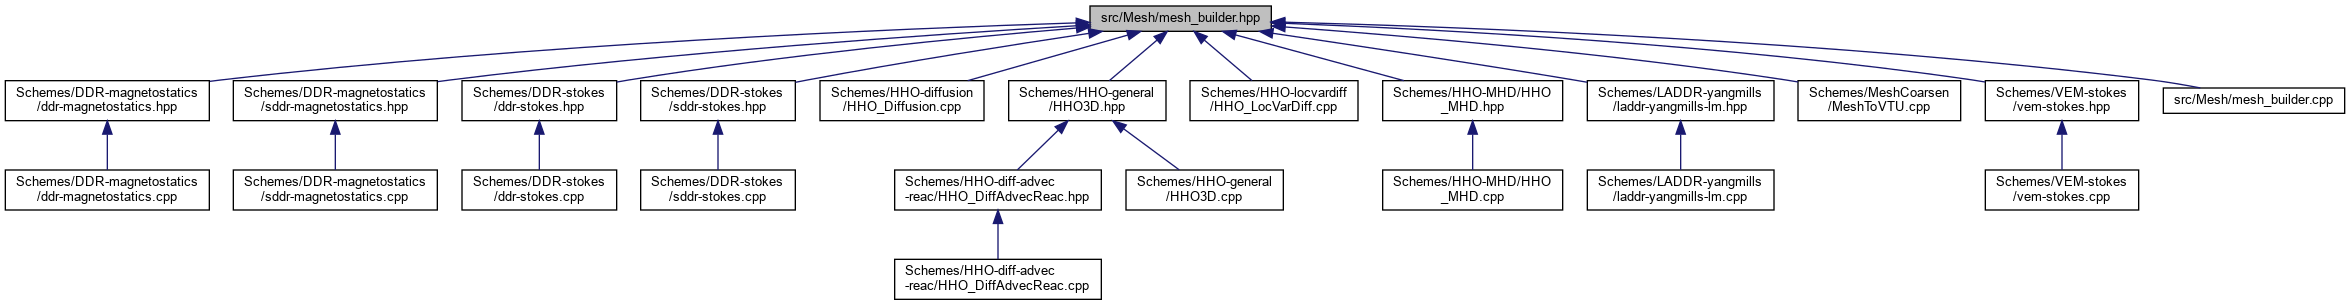 src/Mesh/mesh_builder.hpp
Schemes/DDR-magnetostatics
/ddr-magnetostatics.hpp
Schemes/DDR-magnetostatics
/sddr-magnetostatics.hpp
Schemes/DDR-stokes
/ddr-stokes.hpp
Schemes/DDR-stokes
/sddr-stokes.hpp
Schemes/HHO-diffusion
/HHO_Diffusion.cpp
Schemes/HHO-general
/HHO3D.hpp
Schemes/HHO-locvardiff
/HHO_LocVarDiff.cpp
Schemes/HHO-MHD/HHO
_MHD.hpp
Schemes/LADDR-yangmills
/laddr-yangmills-lm.hpp
Schemes/MeshCoarsen
/MeshToVTU.cpp
Schemes/VEM-stokes
/vem-stokes.hpp
src/Mesh/mesh_builder.cpp
Schemes/DDR-magnetostatics
/ddr-magnetostatics.cpp
Schemes/DDR-magnetostatics
/sddr-magnetostatics.cpp
Schemes/DDR-stokes
/ddr-stokes.cpp
Schemes/DDR-stokes
/sddr-stokes.cpp
Schemes/HHO-diff-advec
-reac/HHO_DiffAdvecReac.hpp
Schemes/HHO-general
/HHO3D.cpp
Schemes/HHO-MHD/HHO
_MHD.cpp
Schemes/LADDR-yangmills
/laddr-yangmills-lm.cpp
Schemes/VEM-stokes
/vem-stokes.cpp
Schemes/HHO-diff-advec
-reac/HHO_DiffAdvecReac.cpp